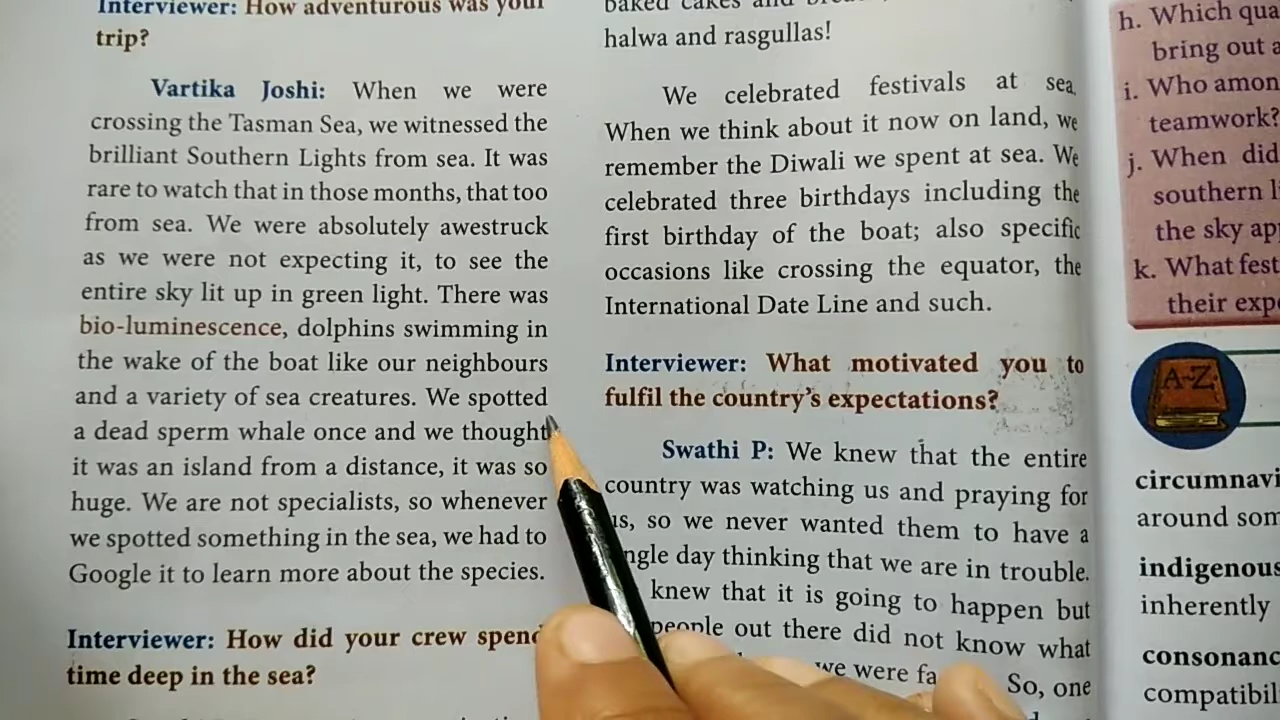 Interviewer: How adventurous was your
trip?
Vartika Joshi: When we were
crossing the Tasman Sea, we witnessed the
brilliant Southern Lights from sea. It was
rare to watch that in those months, that too
from sea. We were absolutely awestruck
as we were not expecting it, to see the
entire sky lit up in green light. There was
bio-luminescence, dolphins swimming in
the wake of the boat like our neighbours
and a variety of sea creatures. We spotted
a dead sperm whale once and we thought
it was an island from a distance, it was so
huge. We are not specialists, so whenever
we spotted something in the sea, we had to
Google it to learn more about the species.
Interviewer: How did your crew spend
time deep in the sea?
baked cakes and
halwa and rasgullas!
We celebrated festivals at sea.
When we think about it now on land, we
remember the Diwali we spent at sea. We
celebrated three birthdays including the
first birthday of the boat; also specific
occasions like crossing the equator, the
International Date Line and such.
Interviewer: What motivated you to
fulfil the country's expectations?
Swathi P: We knew that the entire
country was watching us and praying for
us, so we never wanted them to have a
ngle day thinking that we are in trouble.
knew that it is going to happen but
people out there did not know what
we were fa So, one
h. Which qua
bring out a
i. Who amon
teamwork?
j. When did
southern li
the sky app
k. What fest
their expe
A-Z
circumnavi
around som
indigenous
inherently
consonanc
compatibil